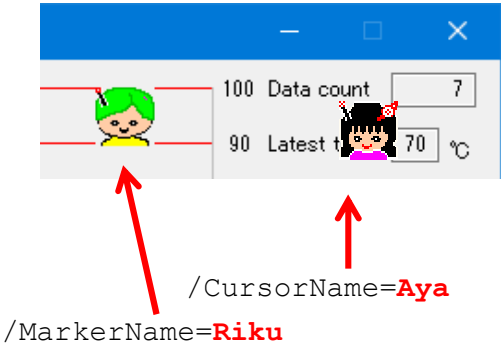 100 Data count 7
90 Latest t 70 ℃
/CursorName=Aya
/MarkerName=Riku